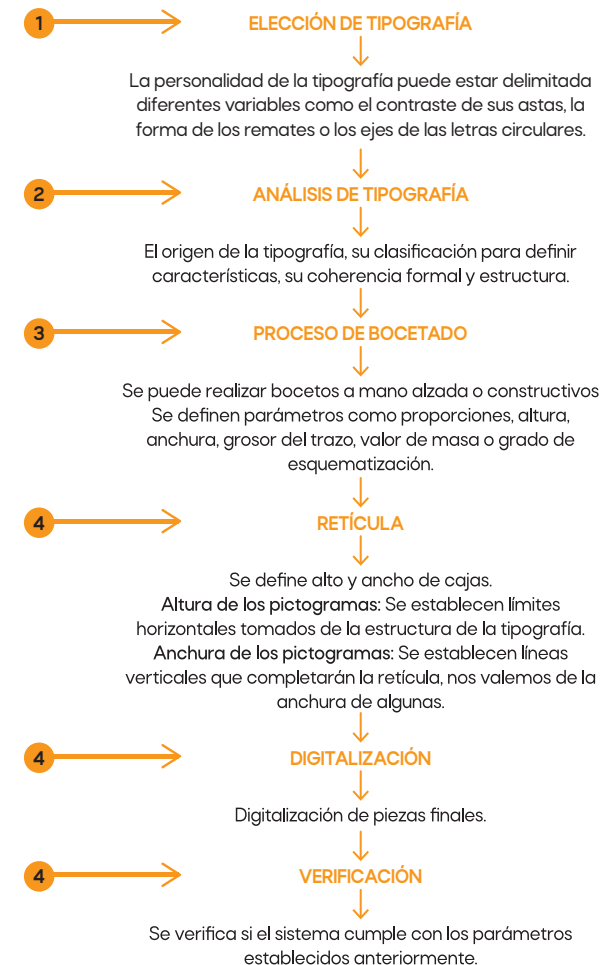 1 ELECCIÓN DE TIPOGRAFÍA
La personalidad de la tipografía puede estar delimitada
diferentes variables como el contraste de sus astas, la
forma de los remates o los ejes de las letras circulares.
2 ANÁLISIS DE TIPOGRAFÍA
El origen de la tipografía, su clasificación para definir
características, su coherencia formal y estructura.
3 PROCESO DE BOCETADO
Se puede realizar bocetos a mano alzada o constructivos
Se definen parámetros como proporciones, altura,
anchura, grosor del trazo, valor de masa o grado de
esquematización.
4 RETÍCULA
Se define alto y ancho de cajas.
Altura de los pictogramas: Se establecen límites
horizontales tomados de la estructura de la tipografía.
Anchura de los pictogramas: Se establecen líneas
verticales que completarán la retícula, nos valemos de la
anchura de algunas.
4 DIGITALIZACIÓN
Digitalización de piezas finales.
4 VERIFICACIÓN
Se verifica si el sistema cumple con los parámetros
establecidos anteriormente.